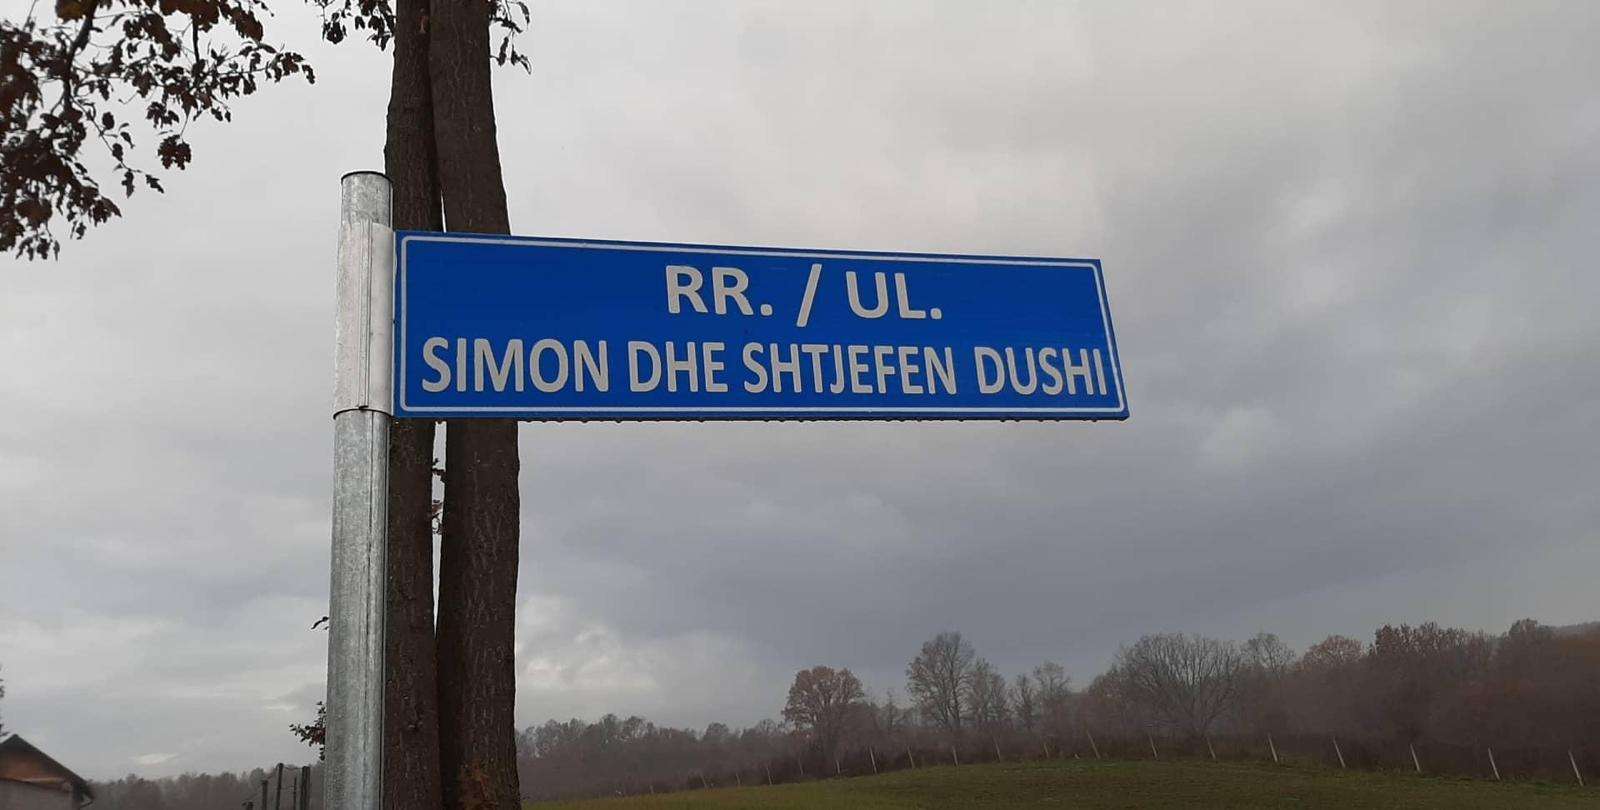 RR. / UL.
SIMON DHE SHTJEFEN DUSHI